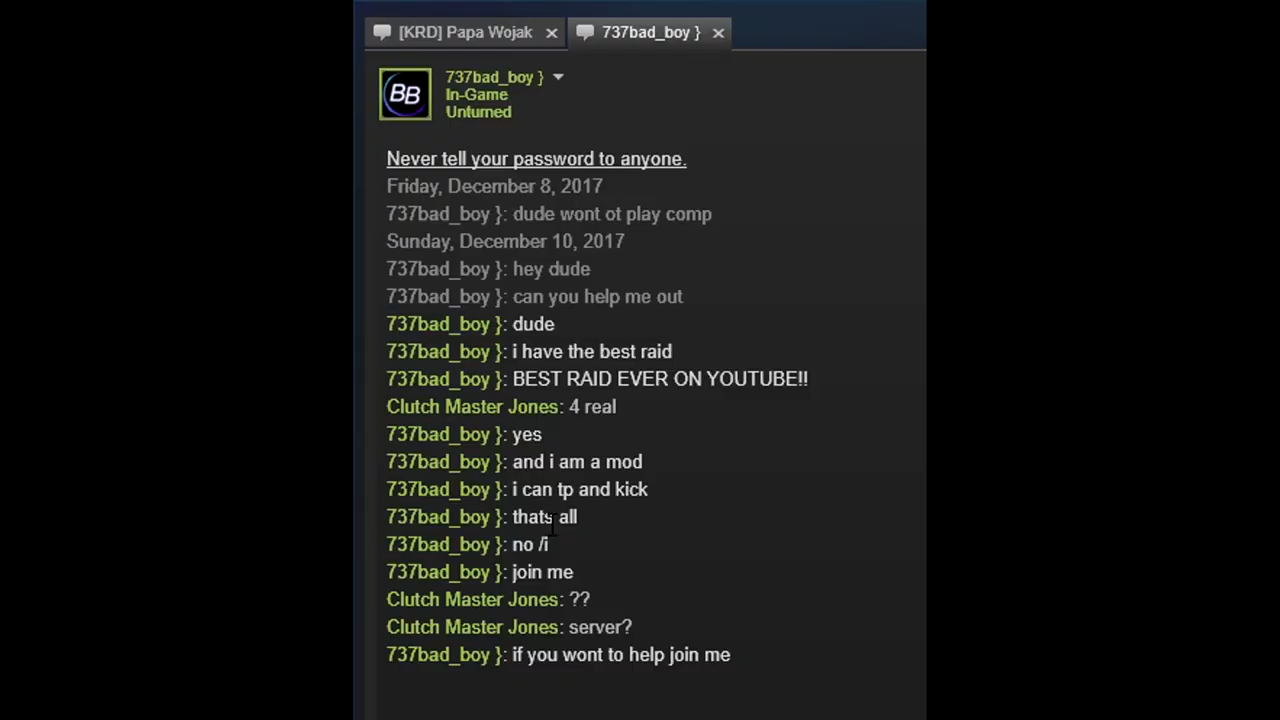 [KRD] Papa Wojak
737bad_boy }
BB
737bad_boy }
In-Game
Unturned
Never tell your password to anyone.
Friday, December 8, 2017
737bad_boy }: dude wont ot play comp
Sunday, December 10, 2017
737bad_boy }: hey dude
737bad_boy }: can you help me out
737bad_boy }: dude
737bad_boy }: i have the best raid
737bad_boy }: BEST RAID EVER ON YOUTUBE!!
Clutch Master Jones: 4 real
737bad_boy }: yes
737bad_boy }: and i am a mod
737bad_boy }: i can tp and kick
737bad_boy }: thats all
737bad_boy }: no /i
737bad_boy }: join me
Clutch Master Jones: ??
Clutch Master Jones: server?
737bad_boy }: if you wont to help join me